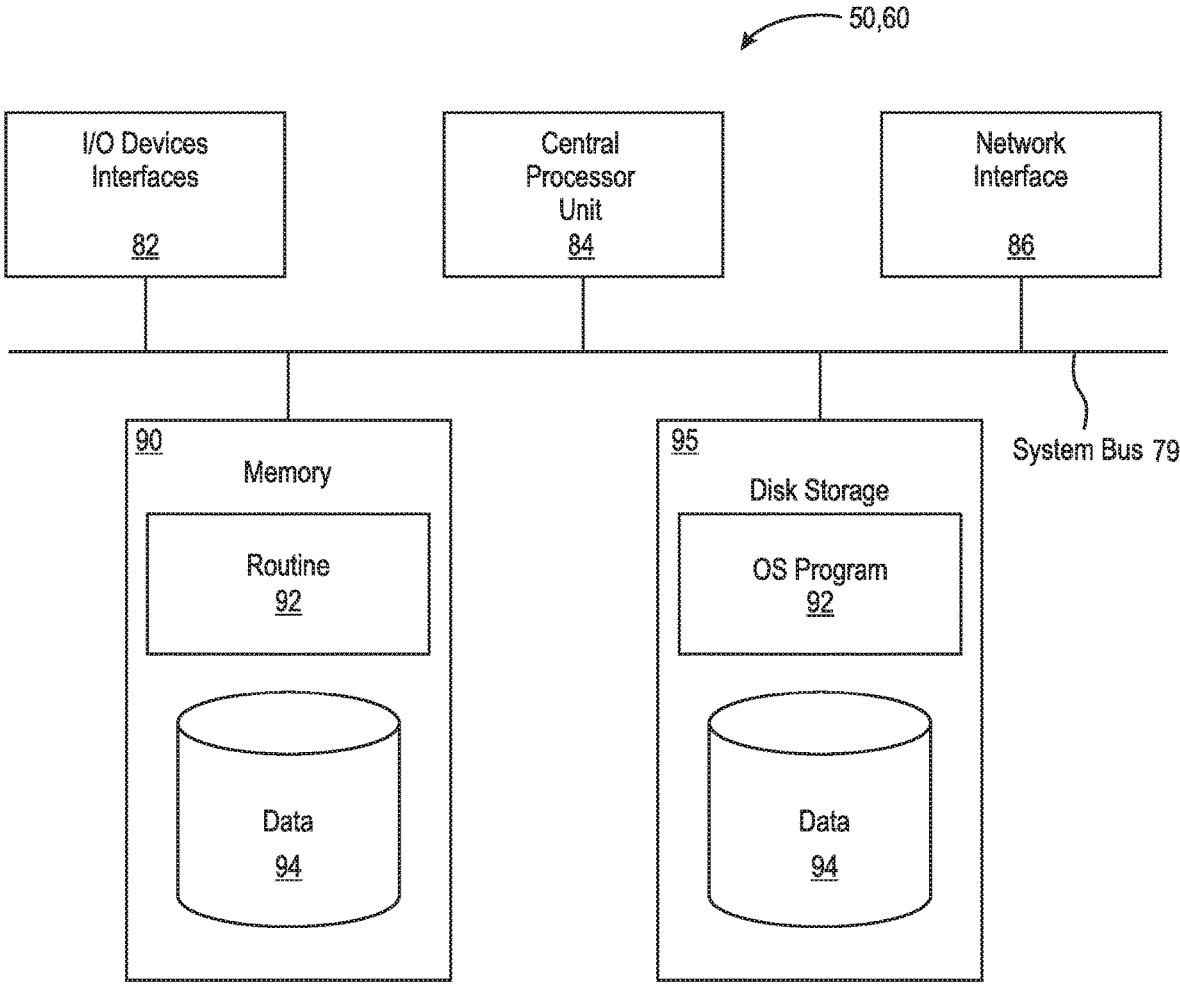 50,60
I/O Devices
Interfaces
82
Central
Processor
Unit
84
Network
Interface
86
System Bus 79
90
Memory
Routine
92
Data
94
95
Disk Storage
OS Program
92
Data
94